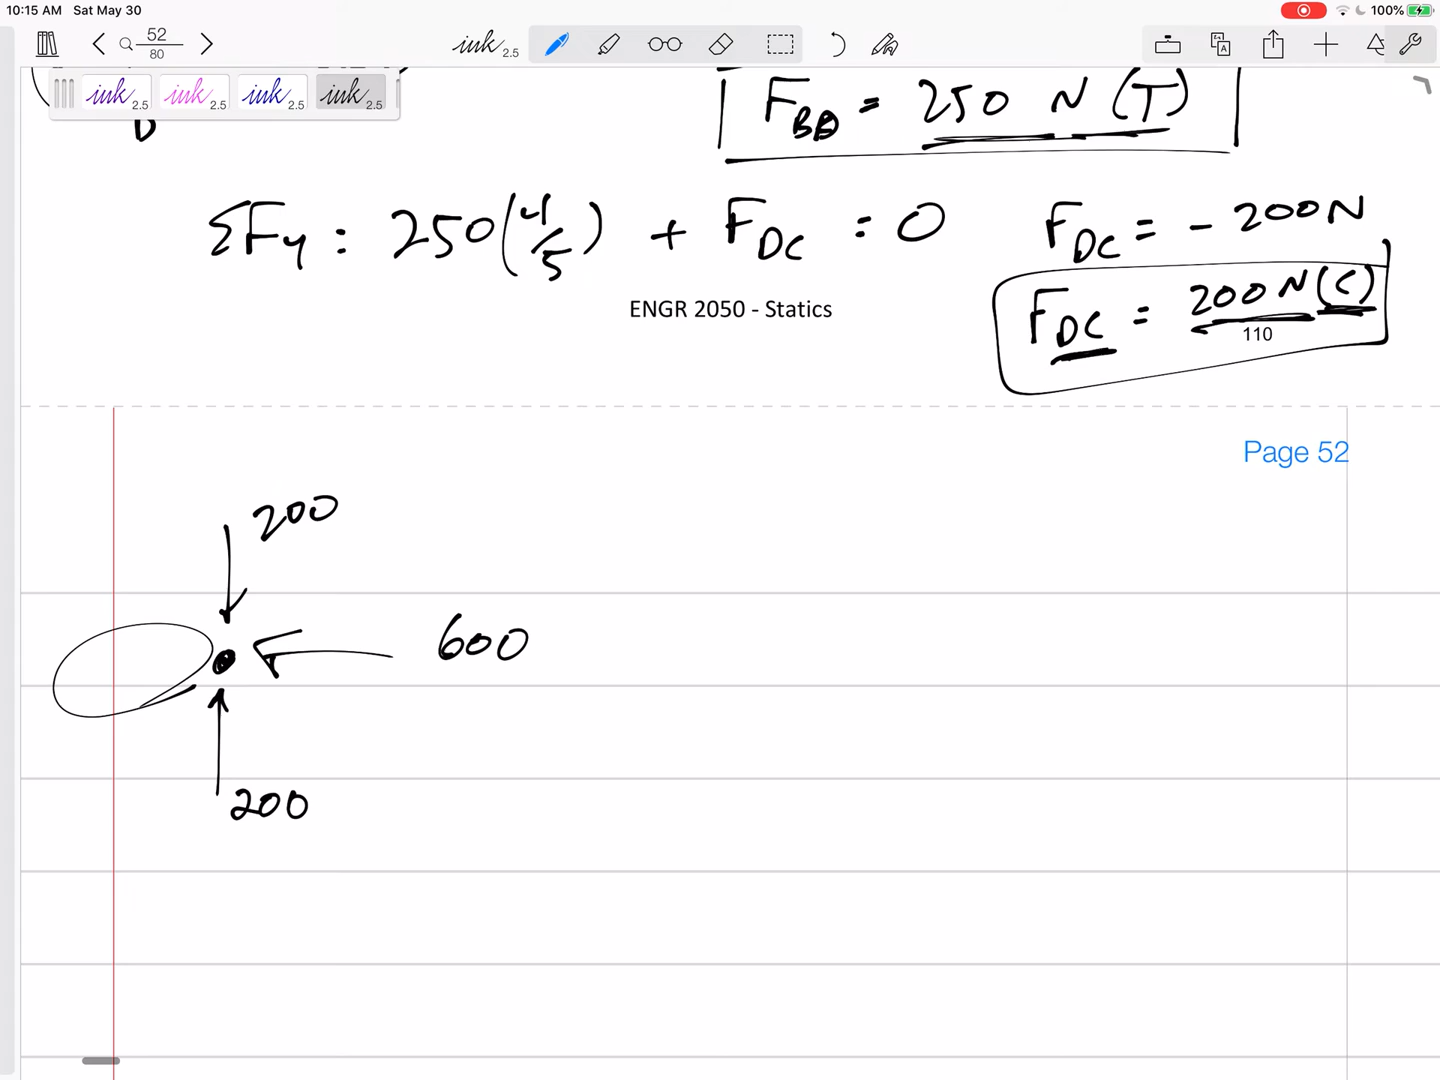 10:15 AM Sat May 30
100%
52
80
ink 2.5
ink 2.5 ink 2.5 ink 2.5 ink 2.5
D
F_BD = 250 N (T)
ΣFy : 250(4/5) + F_DC = 0
F_DC = - 200N
F_DC = 200 N (C)
ENGR 2050 - Statics
110
Page 52
200
600
200